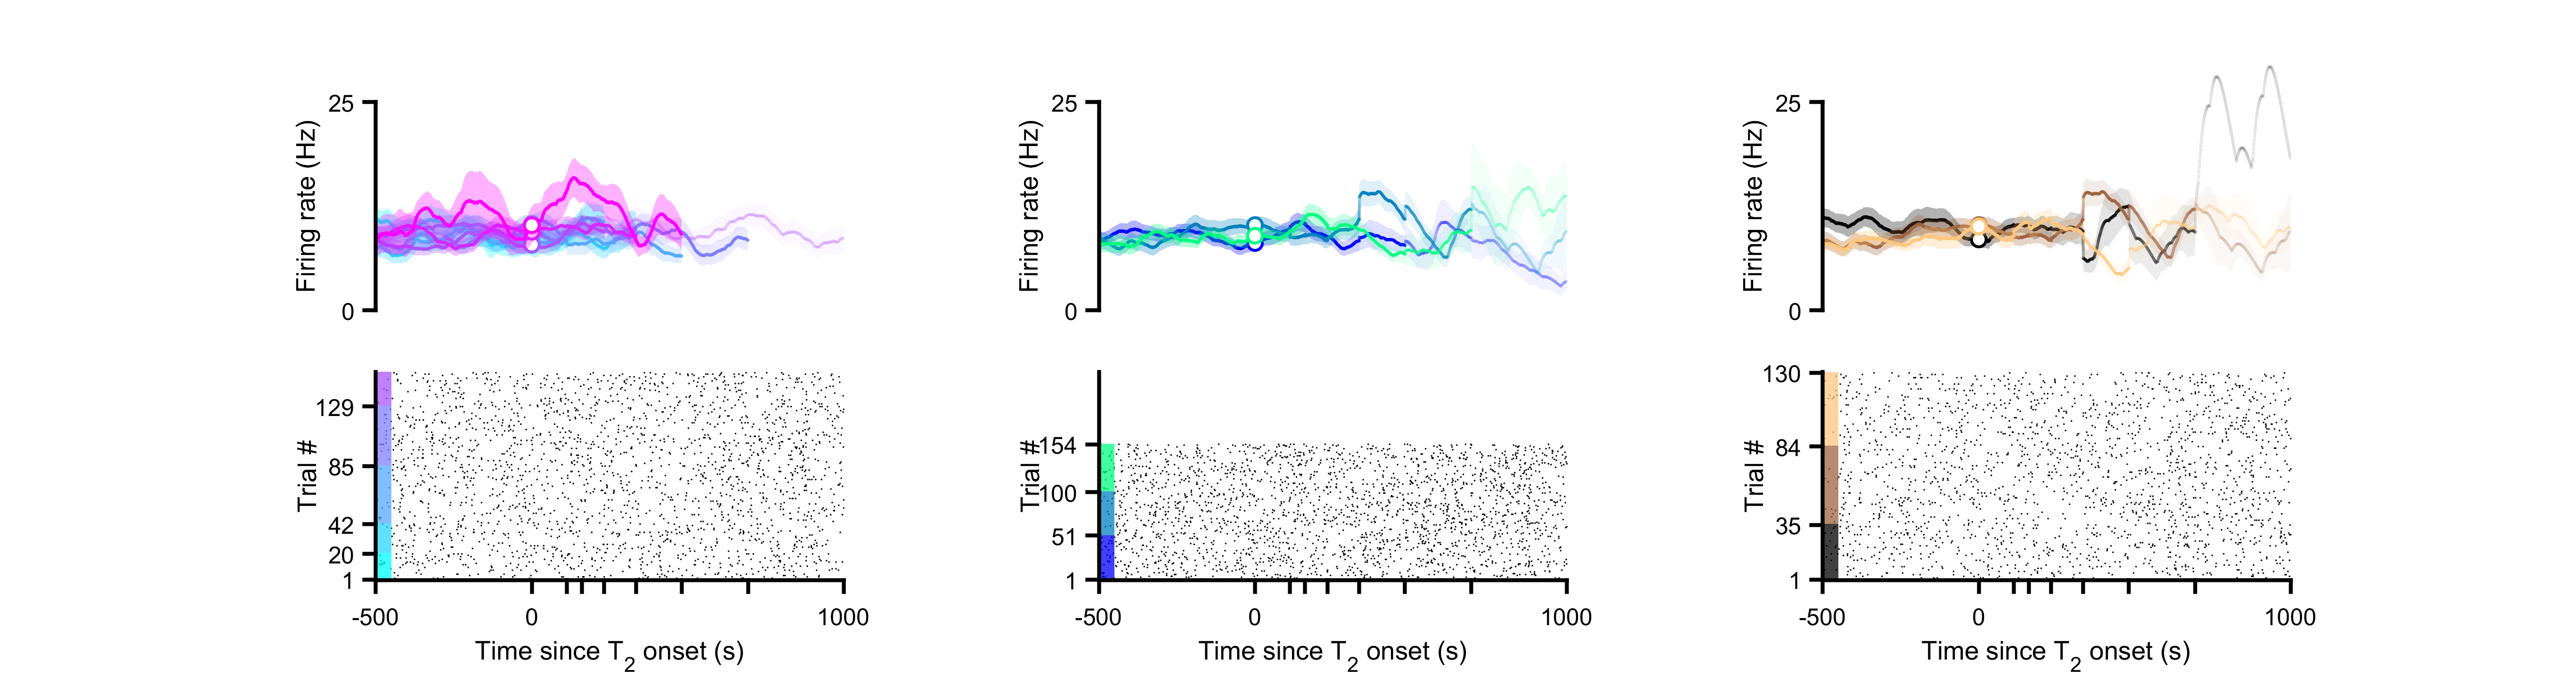 25
Firing rate (Hz)
0
129
85
42
20
1
Trial #
-500 0 1000
Time since T2 onset (s)
25
Firing rate (Hz)
0
154
100
51
1
Trial #
-500 0 1000
Time since T2 onset (s)
25
Firing rate (Hz)
0
130
84
35
1
Trial #
-500 0 1000
Time since T2 onset (s)